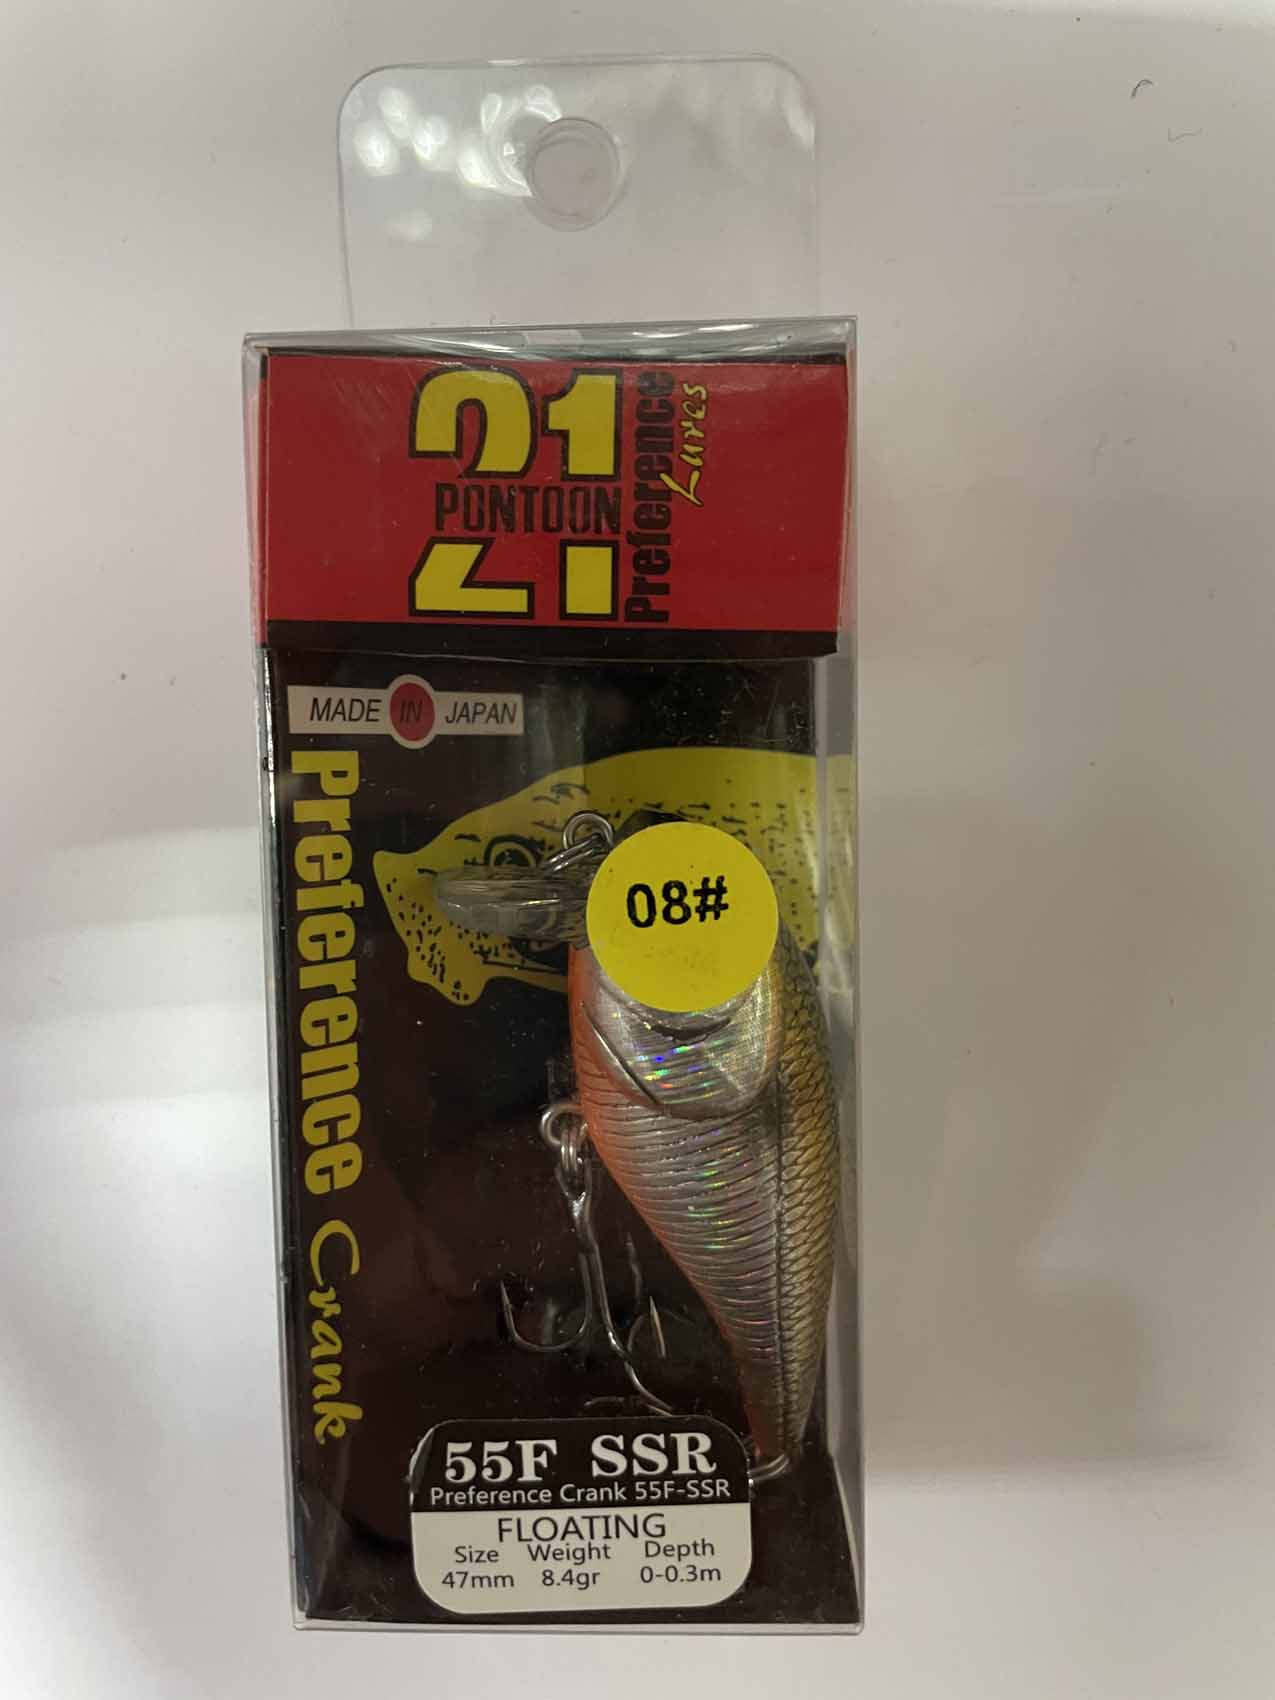 21
PONTOON
Preference
Lures
MADE IN JAPAN
Preference Crank
08#
55F SSR
Preference Crank 55F-SSR
FLOATING
Size Weight Depth
47mm 8.4gr 0-0.3m